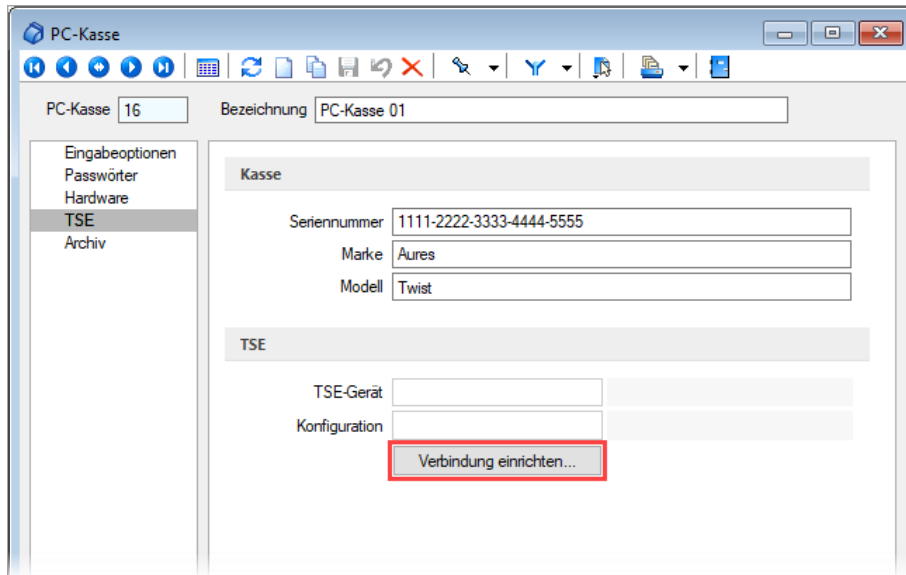 PC-Kasse
PC-Kasse 16 Bezeichnung PC-Kasse 01
Eingabeoptionen
Passwörter
Hardware
TSE
Archiv
Kasse
Seriennummer 1111-2222-3333-4444-5555
Marke Aures
Modell Twist
TSE
TSE-Gerät
Konfiguration
Verbindung einrichten...